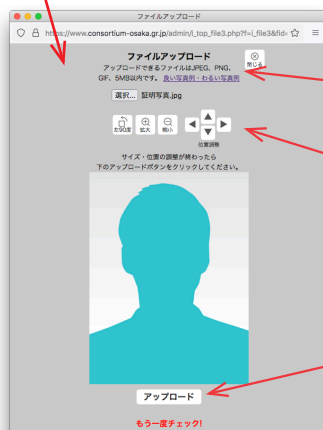 ファイルアップロード
https://www.consortium-osaka.gr.jp/admin/i_top_file3.php?f=i_file3&fid=
ファイルアップロード
閉じる
アップロードできるファイルはJPEG、PNG、
GIF、5MB以内です。 良い写真例・わるい写真例
選択... 証明写真.jpg
左90度 拡大 縮小
位置調整
サイズ・位置の調整が終わったら
下のアップロードボタンをクリックしてください。
アップロード
もう一度チェック!